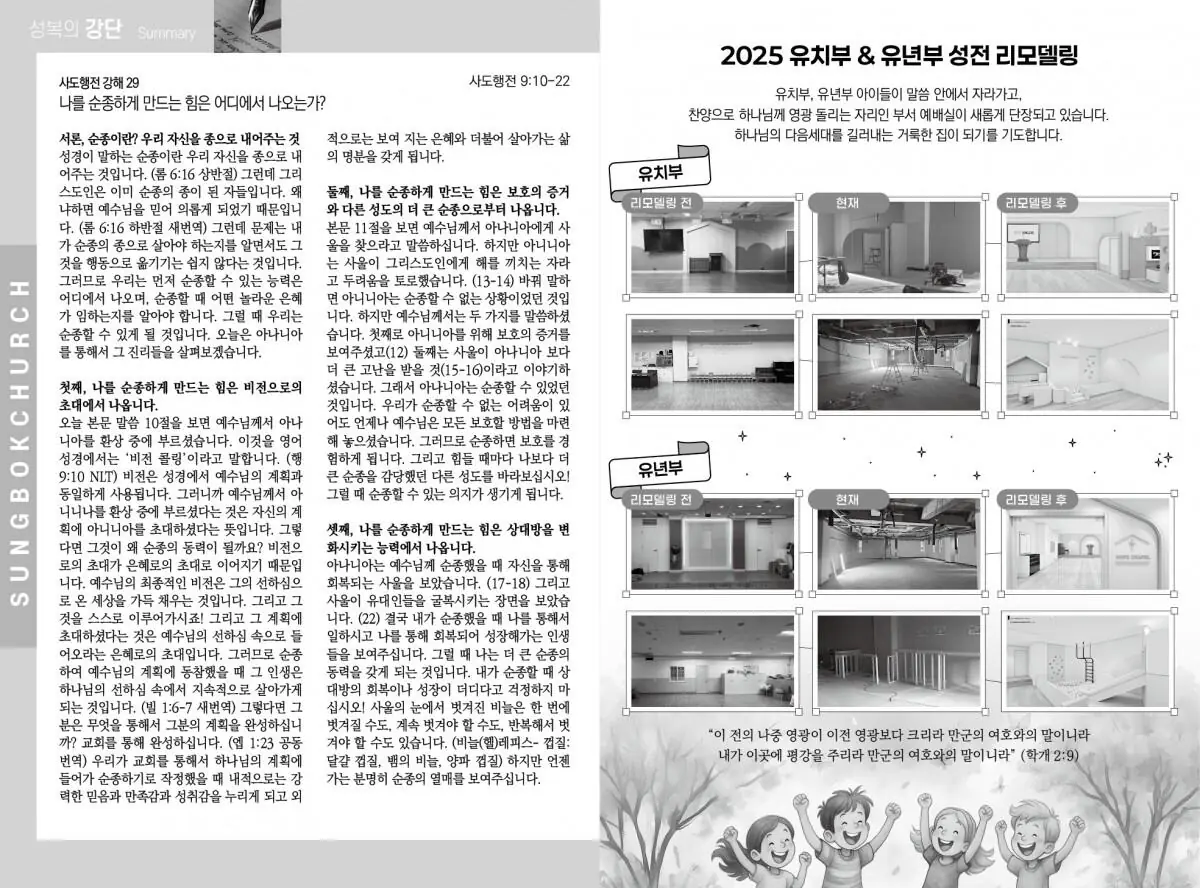 성복의 강단 Summary
SUNGBOKCHURCH
사도행전 강해 29
사도행전 9:10-22
나를 순종하게 만드는 힘은 어디에서 나오는가?
서론, 순종이란? 우리 자신을 종으로 내어주는 것
성경이 말하는 순종이란 우리 자신을 종으로 내
어주는 것입니다. (롬 6:16 상반절) 그런데 그리
스도인은 이미 순종의 종이 된 자들입니다. 왜
냐하면 예수님을 믿어 의롭게 되었기 때문입니
다. (롬 6:16 하반절 새번역) 그런데 문제는 내
가 순종의 종으로 살아야 하는지를 알면서도 그
것을 행동으로 옮기기는 쉽지 않다는 것입니다.
그러므로 우리는 먼저 순종할 수 있는 능력은
어디에서 나오며, 순종할 때 어떤 놀라운 은혜
가 임하는지를 알아야 합니다. 그럴 때 우리는
순종할 수 있게 될 것입니다. 오늘은 아나니아
를 통해서 그 진리들을 살펴보겠습니다.
첫째, 나를 순종하게 만드는 힘은 비전으로의
초대에서 나옵니다.
오늘 본문 말씀 10절을 보면 예수님께서 아나
니아를 환상 중에 부르셨습니다. 이것을 영어
성경에서는 ‘비전 콜링’이라고 말합니다. (행
9:10 NLT) 비전은 성경에서 예수님의 계획과
동일하게 사용됩니다. 그러니까 예수님께서 아
니니나를 환상 중에 부르셨다는 것은 자신의 계
획에 아니니아를 초대하셨다는 뜻입니다. 그렇
다면 그것이 왜 순종의 동력이 될까요? 비전으
로의 초대가 은혜로의 초대로 이어지기 때문입
니다. 예수님의 최종적인 비전은 그의 선하심으
로 온 세상을 가득 채우는 것입니다. 그리고 그
것을 스스로 이루어가시죠! 그리고 그 계획에
초대하셨다는 것은 예수님의 선하심 속으로 들
어오라는 은혜로의 초대입니다. 그러므로 순종
하여 예수님의 계획에 동참했을 때 그 인생은
하나님의 선하심 속에서 지속적으로 살아가게
되는 것입니다. (빌 1:6-7 새번역) 그렇다면 그
분은 무엇을 통해서 그분의 계획을 완성하십니
까? 교회를 통해 완성하십니다. (엡 1:23 공동
번역) 우리가 교회를 통해서 하나님의 계획에
들어가 순종하기로 작정했을 때 내적으로는 강
력한 믿음과 만족감과 성취감을 누리게 되고 외
적으로는 보여 지는 은혜와 더불어 살아가는 삶
의 명분을 갖게 됩니다.
둘째, 나를 순종하게 만드는 힘은 보호의 증거
와 다른 성도의 더 큰 순종으로부터 나옵니다.
본문 11절을 보면 예수님께서 아나니아에게 사
울을 찾으라고 말씀하십니다. 하지만 아니니아
는 사울이 그리스도인에게 해를 끼치는 자라
고 두려움을 토로했습니다. (13-14) 바꿔 말하
면 아니니아는 순종할 수 없는 상황이었던 것입
니다. 하지만 예수님께서는 두 가지를 말씀하셨
습니다. 첫째로 아니니아를 위해 보호의 증거를
보여주셨고(12) 둘째는 사울이 아나니아 보다
더 큰 고난을 받을 것(15-16)이라고 이야기하
셨습니다. 그래서 아나니아는 순종할 수 있었던
것입니다. 우리가 순종할 수 없는 어려움이 있
어도 언제나 예수님은 모든 보호할 방법을 마련
해 놓으셨습니다. 그러므로 순종하면 보호를 경
험하게 됩니다. 그리고 힘들 때마다 나보다 더
큰 순종을 감당했던 다른 성도를 바라보십시오!
그럴 때 순종할 수 있는 의지가 생기게 됩니다.
셋째, 나를 순종하게 만드는 힘은 상대방을 변
화시키는 능력에서 나옵니다.
아나니아는 예수님께 순종했을 때 자신을 통해
회복되는 사울을 보았습니다. (17-18) 그리고
사울이 유대인들을 굴복시키는 장면을 보았습
니다. (22) 결국 내가 순종했을 때 나를 통해서
일하시고 나를 통해 회복되어 성장해가는 인생
들을 보여주십니다. 그럴 때 나는 더 큰 순종의
동력을 갖게 되는 것입니다. 내가 순종할 때 상
대방의 회복이나 성장이 더디다고 걱정하지 마
십시오! 사울의 눈에서 벗겨진 비늘은 한 번에
벗겨질 수도, 계속 벗겨야 할 수도, 반복해서 벗
겨야 할 수도 있습니다. (비늘(헬)레피스- 껍질:
달걀 껍질, 뱀의 비늘, 양파 껍질) 하지만 언젠
가는 분명히 순종의 열매를 보여주십니다.
2025 유치부 & 유년부 성전 리모델링
유치부, 유년부 아이들이 말씀 안에서 자라가고,
찬양으로 하나님께 영광 돌리는 자리인 부서 예배실이 새롭게 단장되고 있습니다.
하나님의 다음세대를 길러내는 거룩한 집이 되기를 기도합니다.
유치부
리모델링 전
현재
리모델링 후
유년부
리모델링 전
현재
리모델링 후
“이 전의 나중 영광이 이전 영광보다 크리라 만군의 여호와의 말이니라
내가 이곳에 평강을 주리라 만군의 여호와의 말이니라” (학개 2:9)